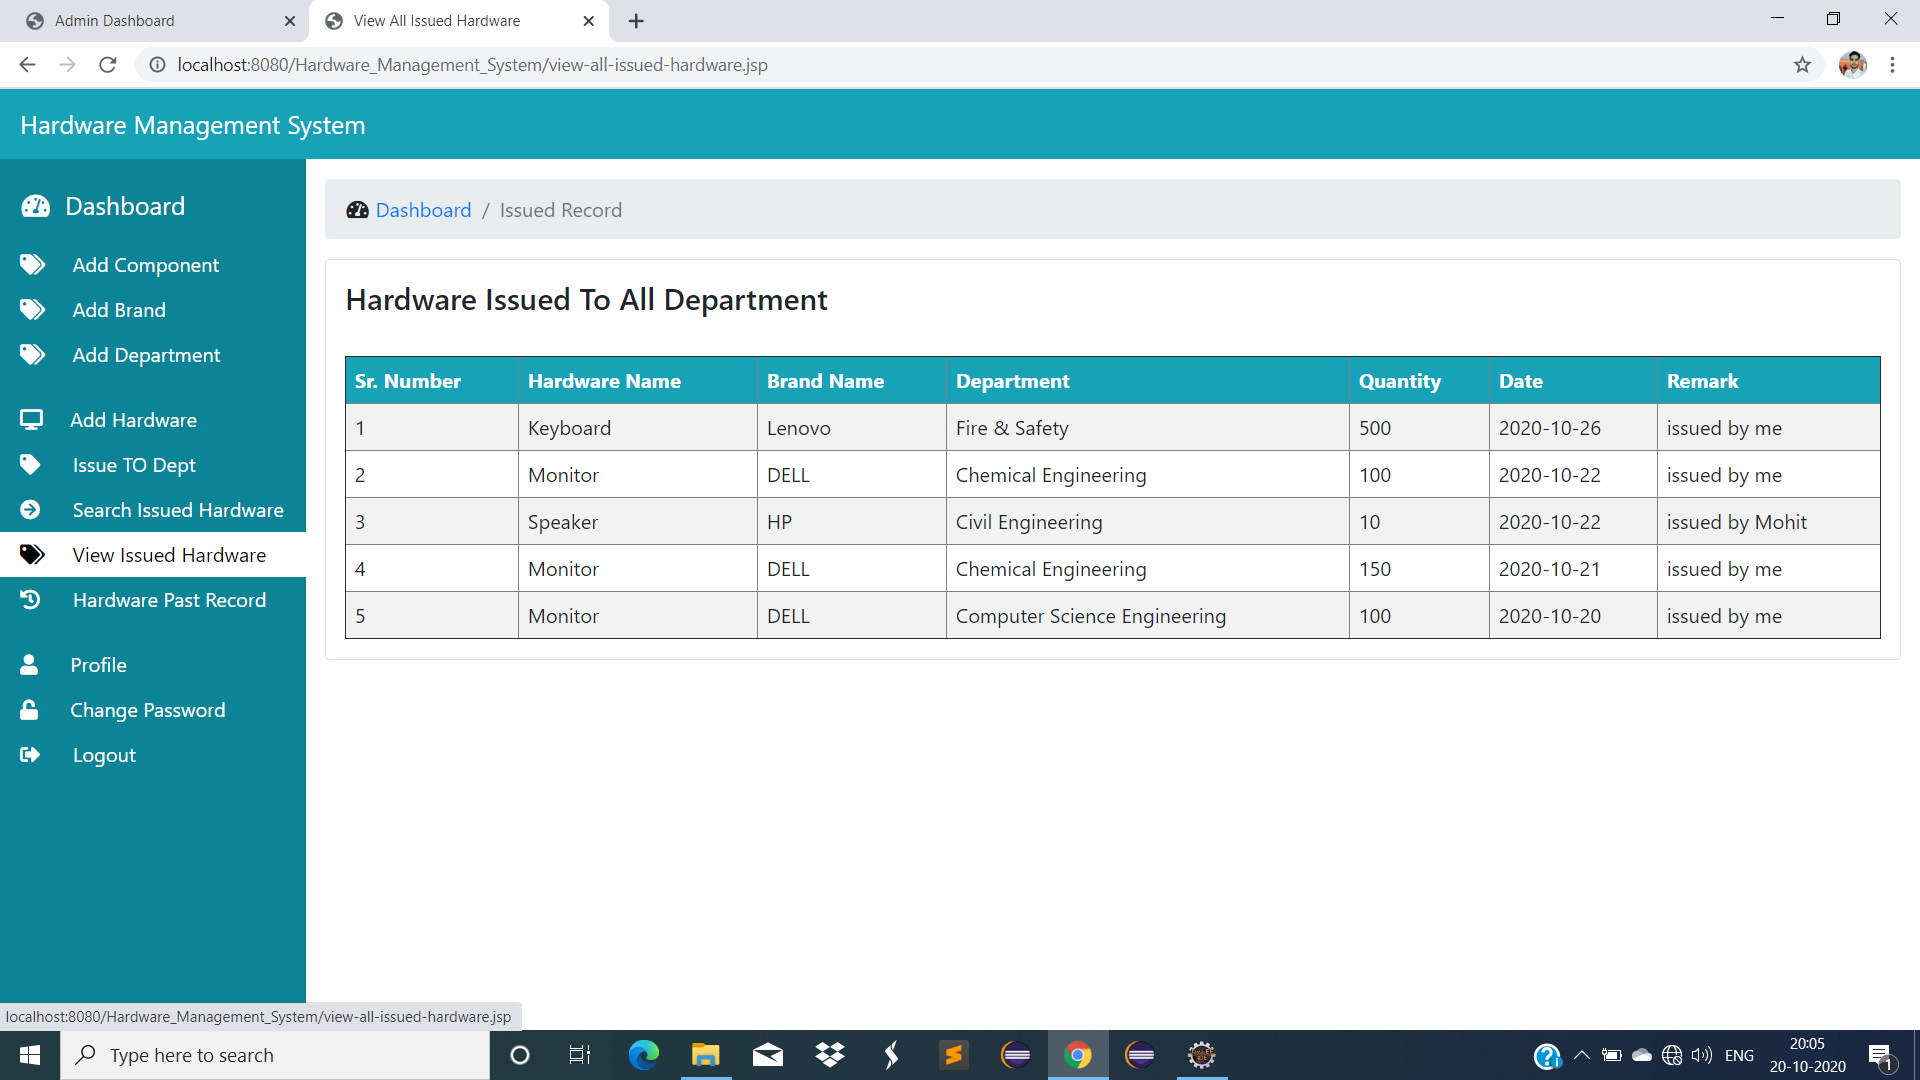 Admin Dashboard
View All Issued Hardware
localhost:8080/Hardware_Management_System/view-all-issued-hardware.jsp
Hardware Management System
Dashboard
Add Component
Add Brand
Add Department
Add Hardware
Issue TO Dept
Search Issued Hardware
View Issued Hardware
Hardware Past Record
Profile
Change Password
Logout
Dashboard / Issued Record
Hardware Issued To All Department
Sr. Number Hardware Name Brand Name Department Quantity Date Remark
1 Keyboard Lenovo Fire & Safety 500 2020-10-26 issued by me
2 Monitor DELL Chemical Engineering 100 2020-10-22 issued by me
3 Speaker HP Civil Engineering 10 2020-10-22 issued by Mohit
4 Monitor DELL Chemical Engineering 150 2020-10-21 issued by me
5 Monitor DELL Computer Science Engineering 100 2020-10-20 issued by me
localhost:8080/Hardware_Management_System/view-all-issued-hardware.jsp
Type here to search
ENG
20:05
20-10-2020
1